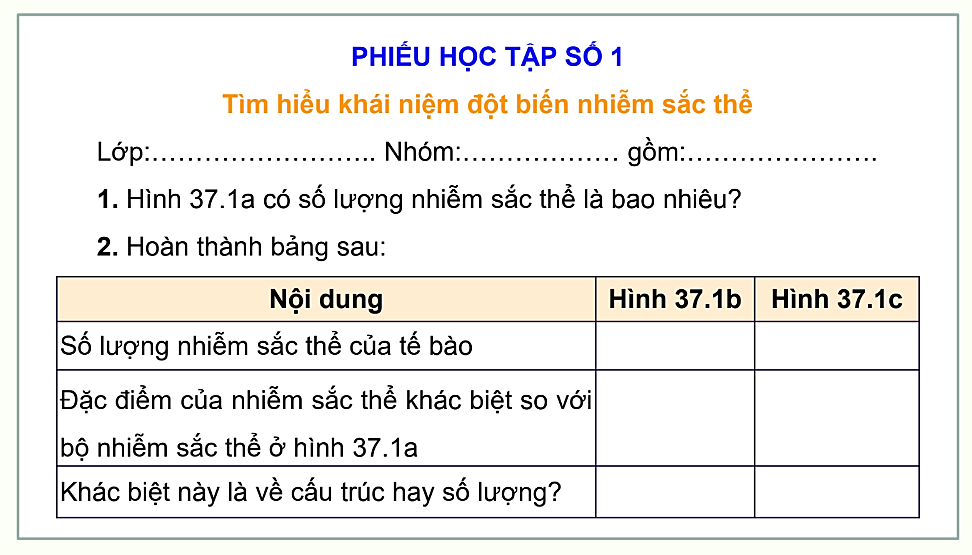 PHIẾU HỌC TẬP SỐ 1
Tìm hiểu khái niệm đột biến nhiễm sắc thể
Lớp:…………………….. Nhóm:……………… gồm:………………….
1. Hình 37.1a có số lượng nhiễm sắc thể là bao nhiêu?
2. Hoàn thành bảng sau:
Nội dung Hình 37.1b Hình 37.1c
Số lượng nhiễm sắc thể của tế bào
Đặc điểm của nhiễm sắc thể khác biệt so với
bộ nhiễm sắc thể ở hình 37.1a
Khác biệt này là về cấu trúc hay số lượng?